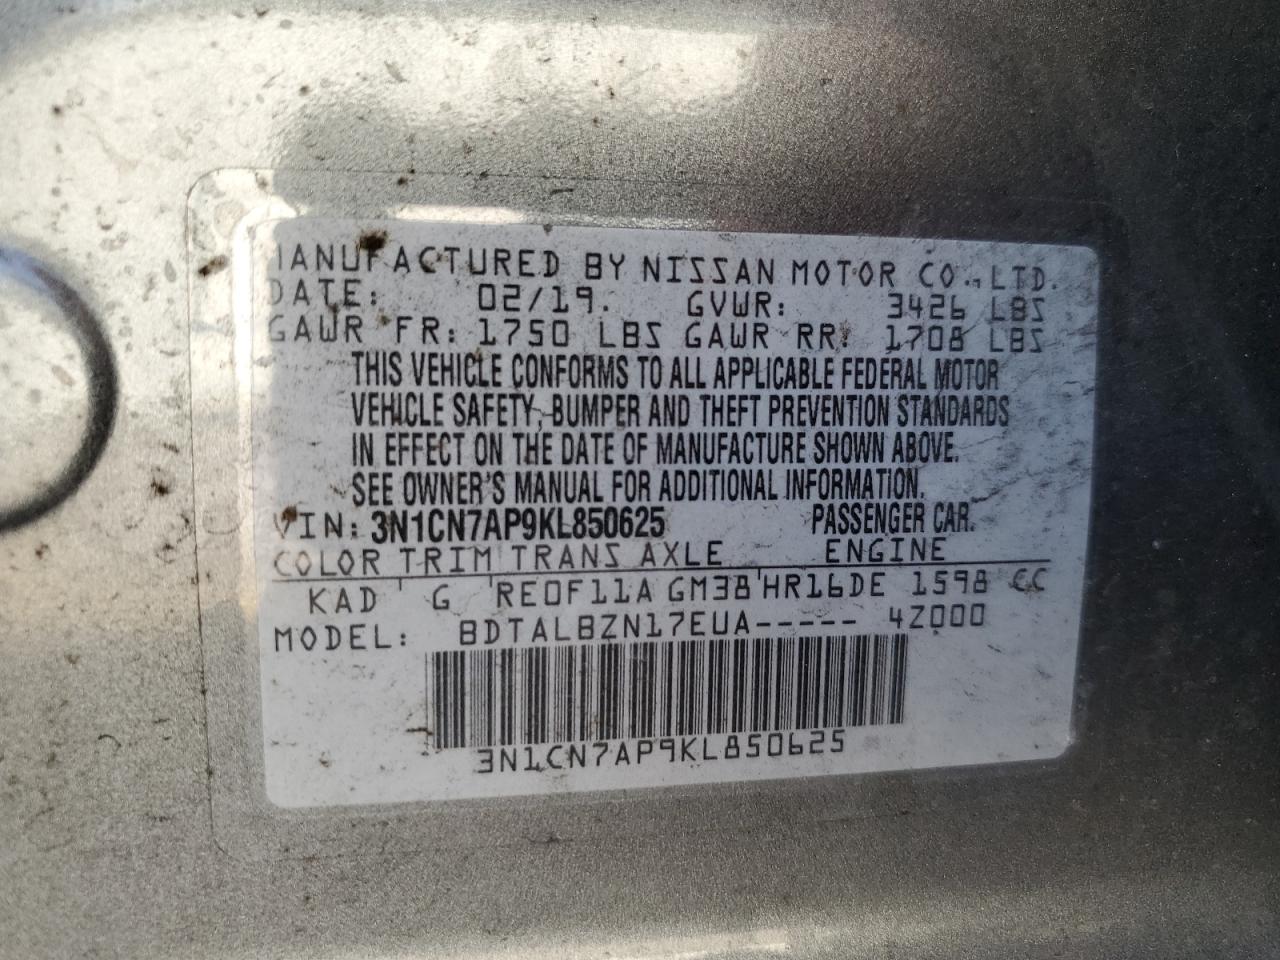 MANUFACTURED BY NISSAN MOTOR CO., LTD.
DATE: 02/19. GVWR: 3426 LBS
GAWR FR: 1750 LBS GAWR RR: 1708 LBS
THIS VEHICLE CONFORMS TO ALL APPLICABLE FEDERAL MOTOR
VEHICLE SAFETY, BUMPER AND THEFT PREVENTION STANDARDS
IN EFFECT ON THE DATE OF MANUFACTURE SHOWN ABOVE.
SEE OWNER'S MANUAL FOR ADDITIONAL INFORMATION.
VIN: 3N1CN7AP9KL850625 PASSENGER CAR.
COLOR TRIM TRANS AXLE ENGINE
KAD G RE0F11A GM38 HR16DE 1598 CC
MODEL: BDTALBZN17EUA----- 4Z000
3N1CN7AP9KL850625